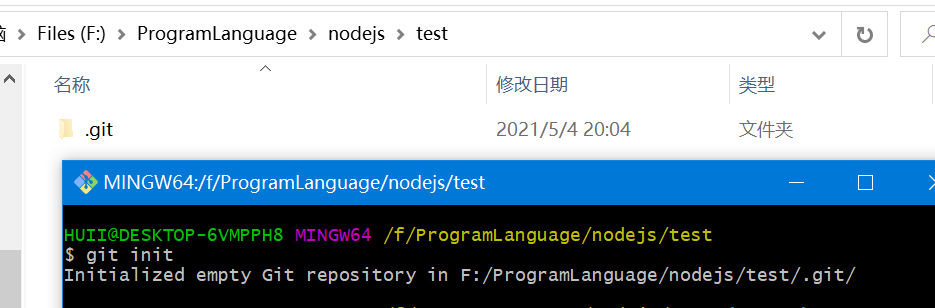 Files (F:) ProgramLanguage nodejs test
名称 修改日期 类型
.git 2021/5/4 20:04 文件夹
MINGW64:/f/ProgramLanguage/nodejs/test
HUII@DESKTOP-6VMPPH8 MINGW64 /f/ProgramLanguage/nodejs/test
$ git init
Initialized empty Git repository in F:/ProgramLanguage/nodejs/test/.git/